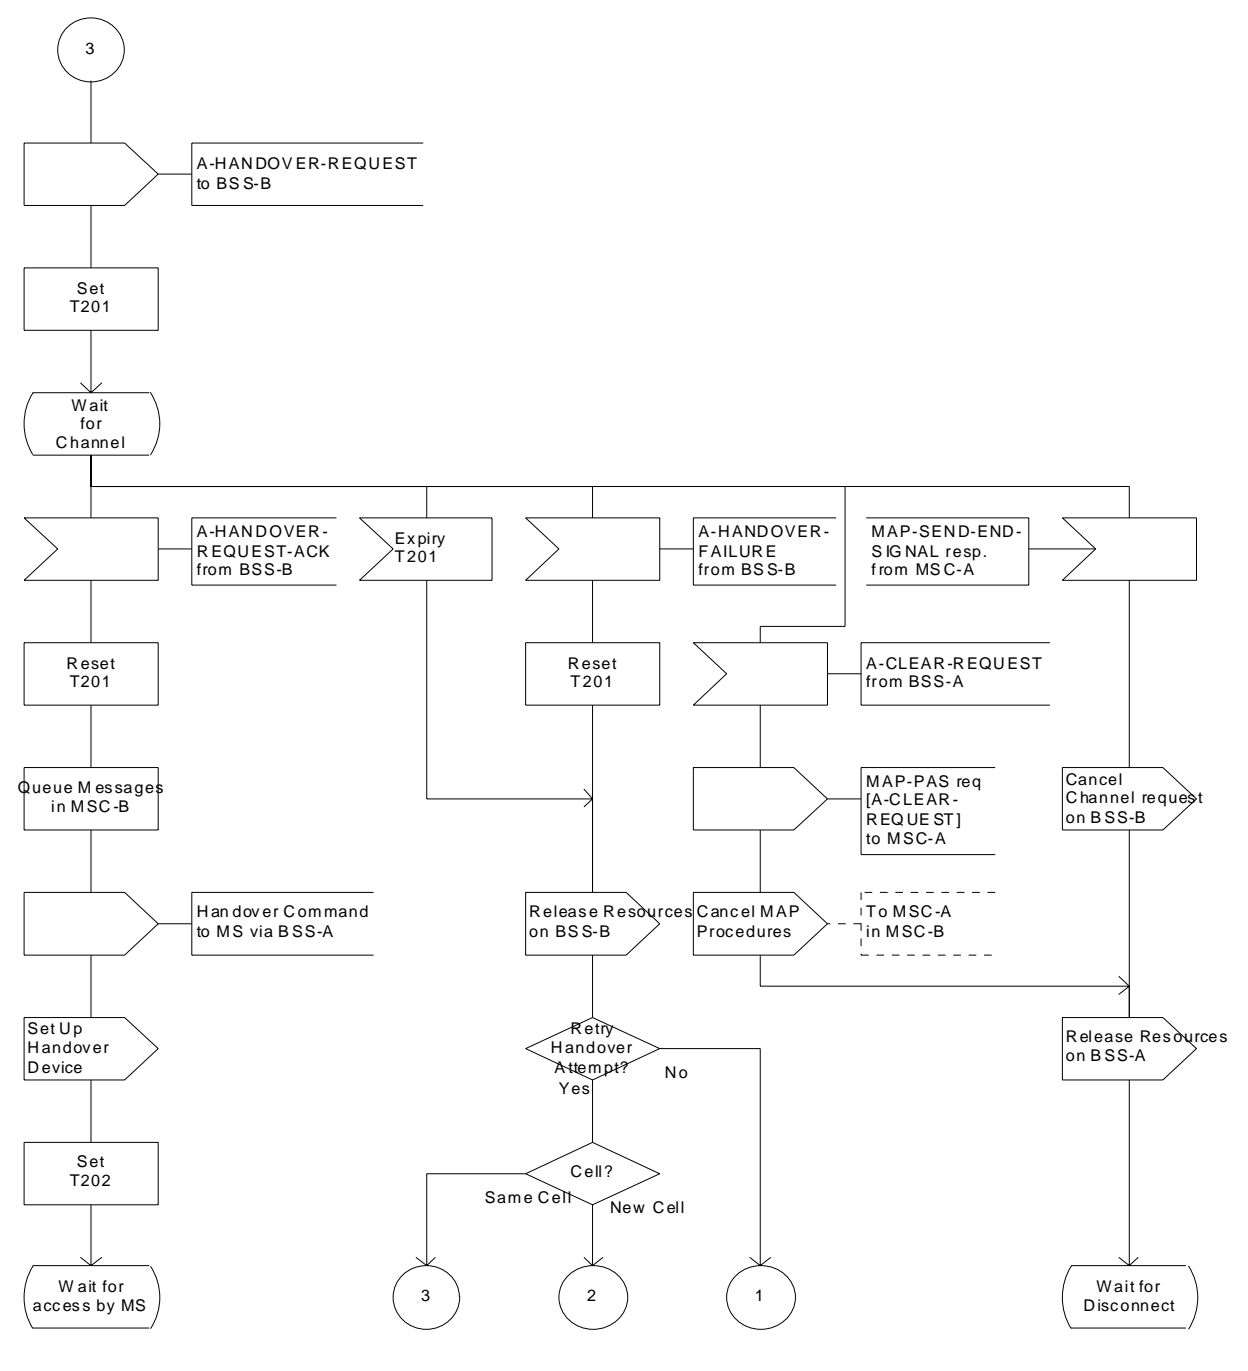 3
A-HANDOVER-REQUEST
to BSS-B
Set
T201
Wait
for
Channel
A-HANDOVER-
REQUEST-ACK
from BSS-B
Expiry
T201
A-HANDOVER-
FAILURE
from BSS-B
MAP-SEND-END-
SIGNAL resp.
from MSC-A
Reset
T201
Reset
T201
A-CLEAR-REQUEST
from BSS-A
Queue Messages
in MSC-B
MAP-PAS req
[A-CLEAR-
REQUEST]
to MSC-A
Cancel
Channel request
on BSS-B
Handover Command
to MS via BSS-A
Release Resources
on BSS-B
Cancel MAP
Procedures
To MSC-A
in MSC-B
Set Up
Handover
Device
Retry
Handover
Attempt?
Yes
No
Release Resources
on BSS-A
Set
T202
Cell?
Same Cell
New Cell
Wait for
access by MS
3
2
1
Wait for
Disconnect